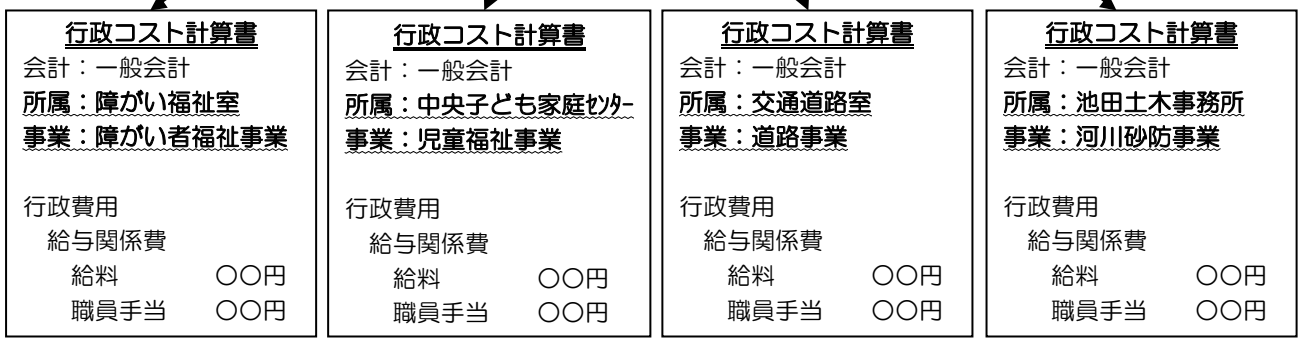 行政コスト計算書
会計：一般会計
所属：障がい福祉室
事業：障がい者福祉事業
行政費用
給与関係費
給料　〇〇円
職員手当　〇〇円
行政コスト計算書
会計：一般会計
所属：中央子ども家庭ｾﾝﾀｰ
事業：児童福祉事業
行政費用
給与関係費
給料　〇〇円
職員手当　〇〇円
行政コスト計算書
会計：一般会計
所属：交通道路室
事業：道路事業
行政費用
給与関係費
給料　〇〇円
職員手当　〇〇円
行政コスト計算書
会計：一般会計
所属：池田土木事務所
事業：河川砂防事業
行政費用
給与関係費
給料　〇〇円
職員手当　〇〇円